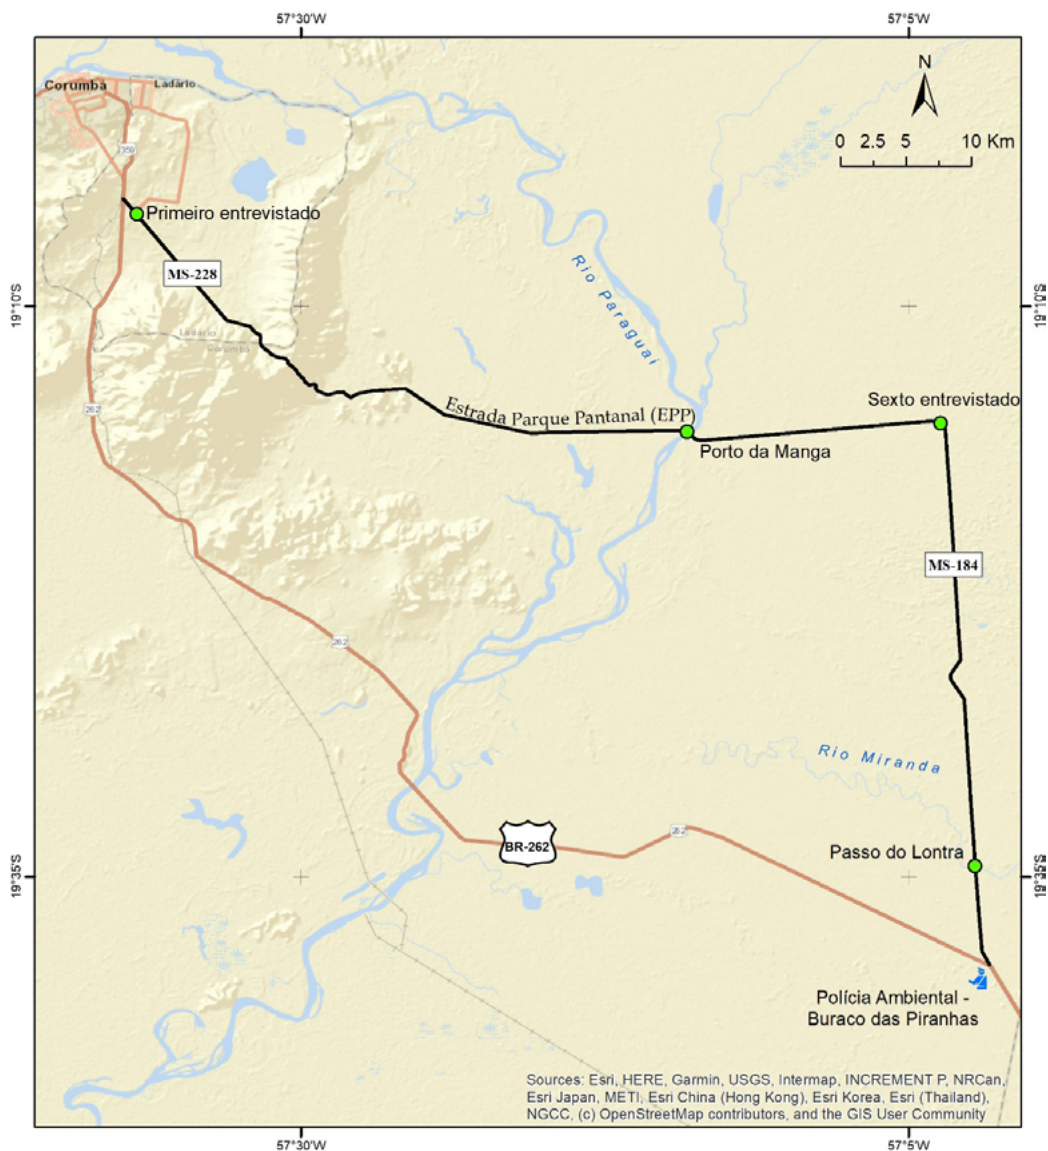 57°30'W
57°5'W
N
Corumbá
Ladário
0 2.5 5 10 Km
359
Primeiro entrevistado
MS-228
Rio Paraguai
19°10'S
19°10'S
Ladário
Corumbá
Sexto entrevistado
262
Estrada Parque Pantanal (EPP)
Porto da Manga
MS-184
262
Rio Miranda
262
BR-262
Passo do Lontra
19°35'S
19°35'S
Polícia Ambiental -
Buraco das Piranhas
Sources: Esri, HERE, Garmin, USGS, Intermap, INCREMENT P, NRCan,
Esri Japan, METI, Esri China (Hong Kong), Esri Korea, Esri (Thailand),
NGCC, (c) OpenStreetMap contributors, and the GIS User Community
57°30'W
57°5'W